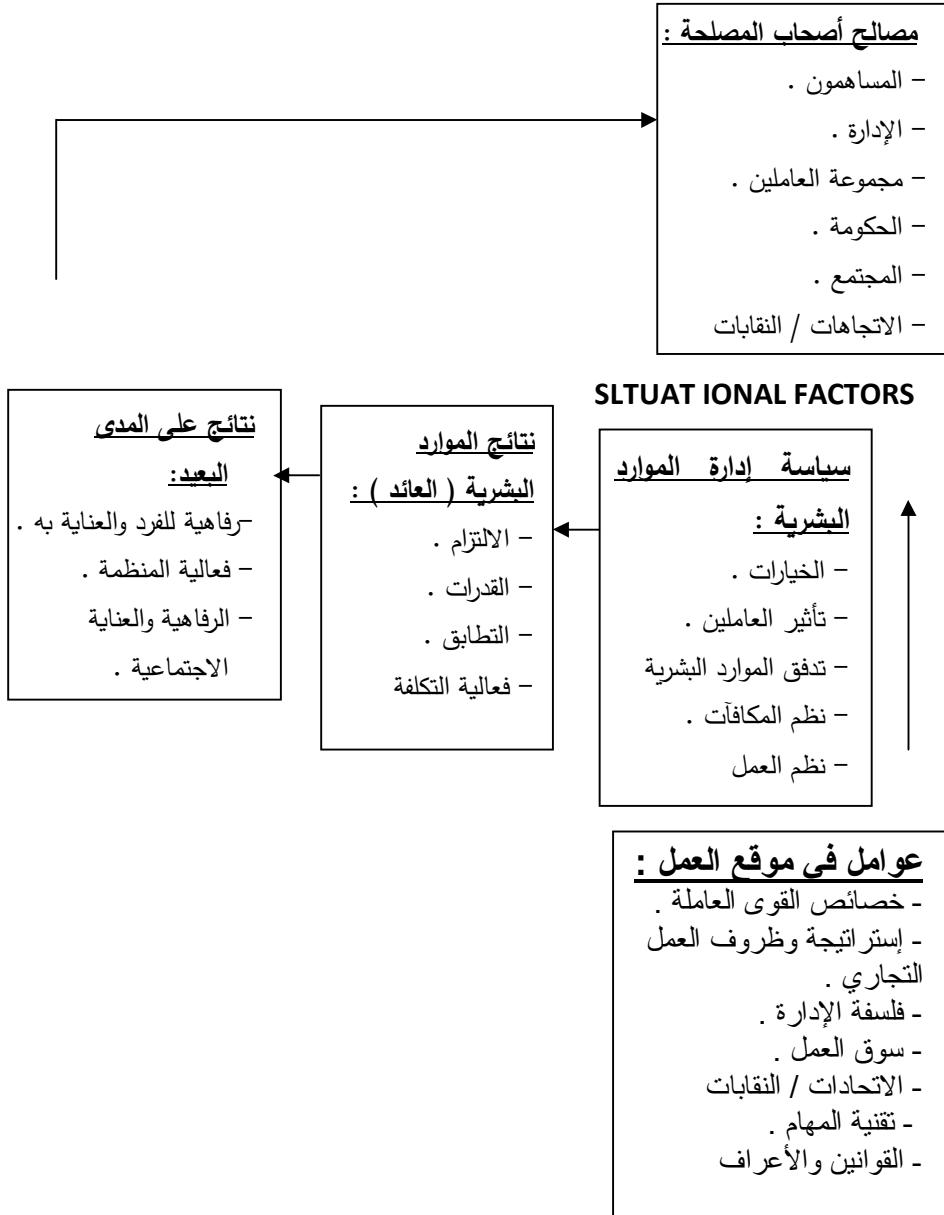 مصالح أصحاب المصلحة :
– المساهمون .
– الإدارة .
– مجموعة العاملين .
– الحكومة .
– المجتمع .
– الاتجاهات / النقابات
SLTUAT IONAL FACTORS
سياسة إدارة الموارد
البشرية :
– الخيارات .
– تأثير العاملين .
– تدفق الموارد البشرية
– نظم المكافآت .
– نظم العمل
نتائج الموارد
البشرية ( العائد ) :
– الالتزام .
– القدرات .
– التطابق .
– فعالية التكلفة
نتائج على المدى
البعيد:
–رفاهية للفرد والعناية به .
– فعالية المنظمة .
– الرفاهية والعناية
الاجتماعية .
عوامل في موقع العمل :
- خصائص القوى العاملة .
- إستراتيجة وظروف العمل
التجاري .
- فلسفة الإدارة .
- سوق العمل .
- الاتحادات / النقابات
- تقنية المهام .
- القوانين والأعراف